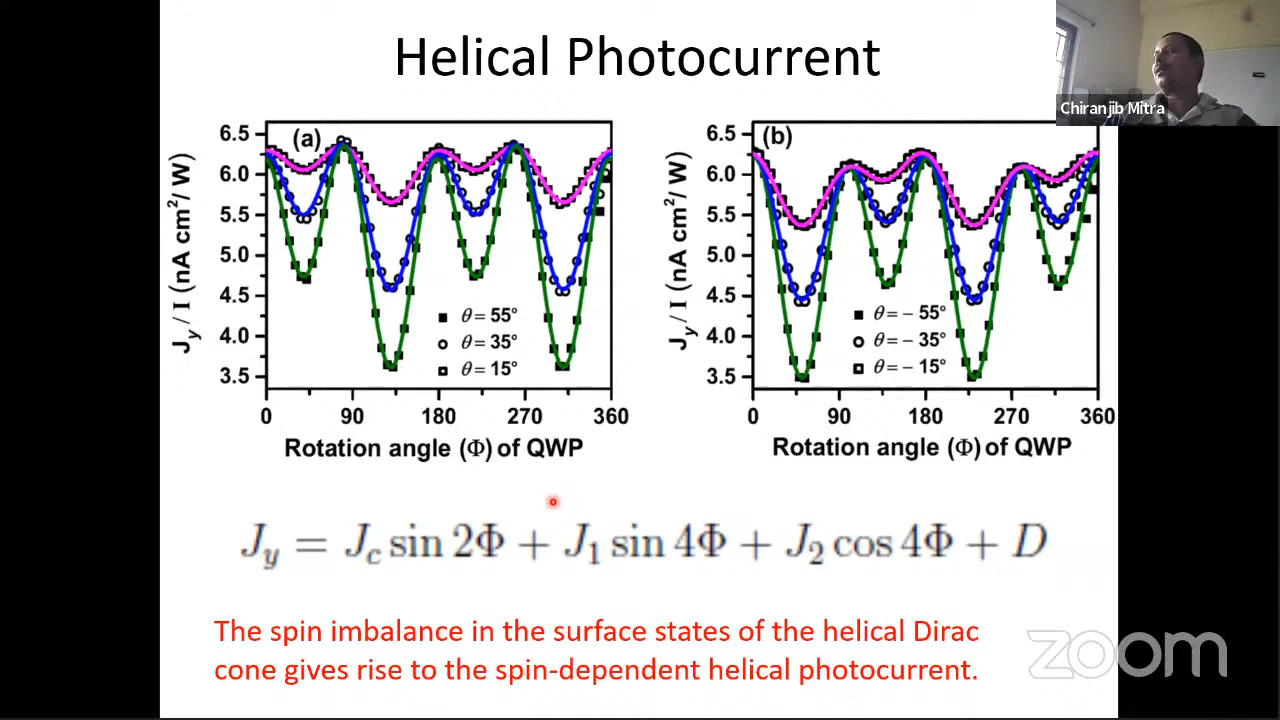 Helical Photocurrent
Chiranjib Mitra
(a)
6.5
6.0
5.5
5.0
4.5
4.0
3.5
J_y / I (nA cm²/ W)
θ = 55°
θ = 35°
θ = 15°
0 90 180 270 360
Rotation angle (Φ) of QWP
(b)
6.5
6.0
5.5
5.0
4.5
4.0
3.5
J_y / I (nA cm²/ W)
θ = – 55°
θ = – 35°
θ = – 15°
0 90 180 270 360
Rotation angle (Φ) of QWP
J_y = J_c sin 2Φ + J_1 sin 4Φ + J_2 cos 4Φ + D
The spin imbalance in the surface states of the helical Dirac
cone gives rise to the spin-dependent helical photocurrent.
zoom